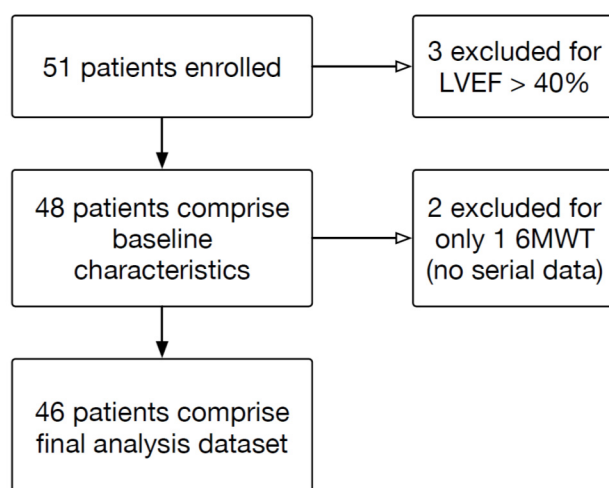 51 patients enrolled
3 excluded for
LVEF > 40%
48 patients comprise
baseline
characteristics
2 excluded for
only 1 6MWT
(no serial data)
46 patients comprise
final analysis dataset